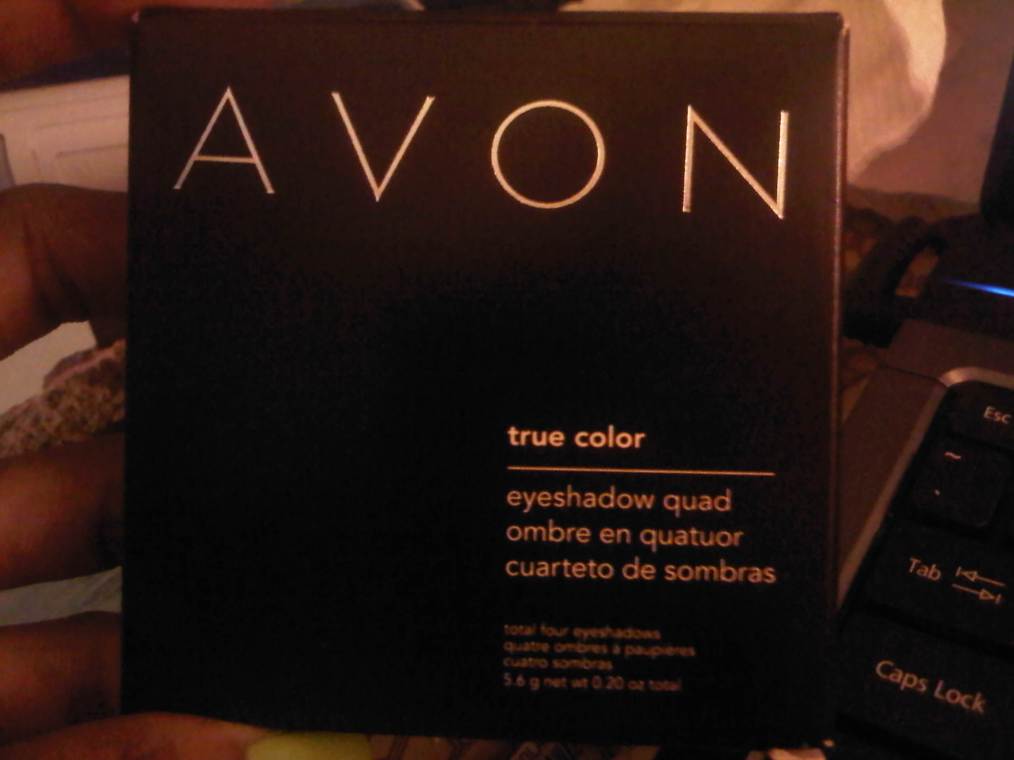 AVON
true color
eyeshadow quad
ombre en quatuor
cuarteto de sombras
total four eyeshadows
quatre ombres à paupières
cuatro sombras
5.6 g net wt 0.20 oz total
Esc
~
Tab
Caps Lock